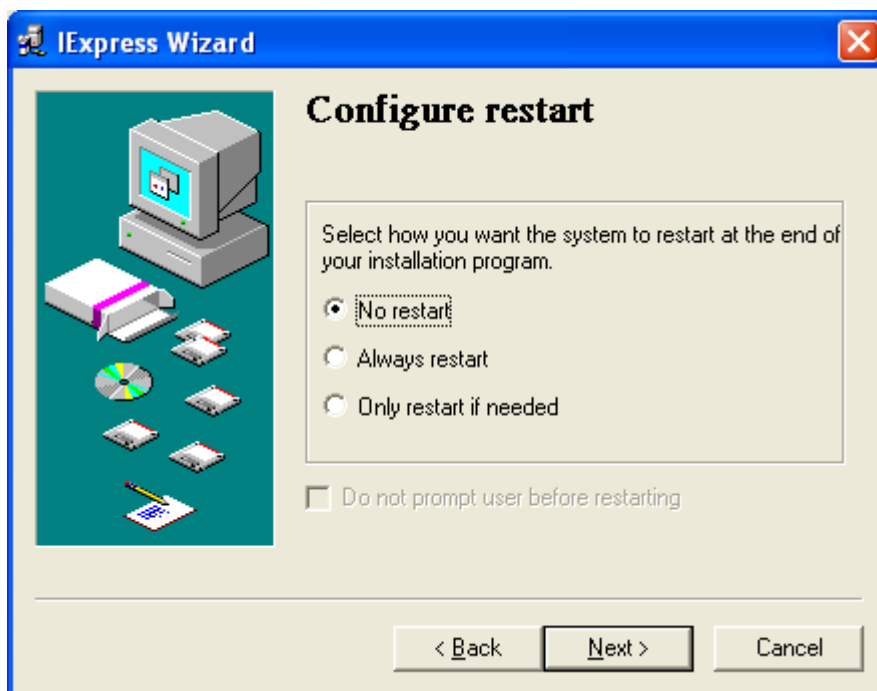 IExpress Wizard
Configure restart
Select how you want the system to restart at the end of
your installation program.
No restart
Always restart
Only restart if needed
Do not prompt user before restarting
< Back
Next >
Cancel